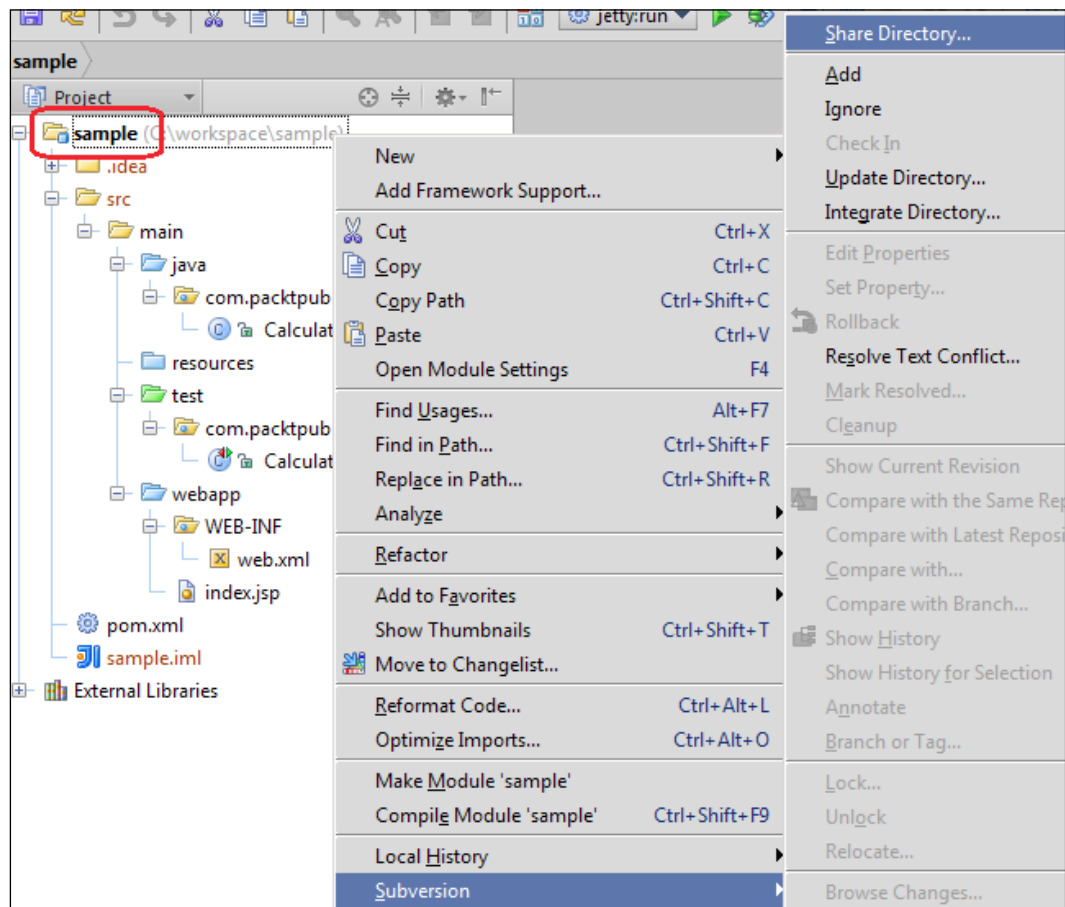 jetty:run
sample
Project
sample (C:\workspace\sample)
.idea
src
main
java
com.packtpub
Calculat
resources
test
com.packtpub
Calculat
webapp
WEB-INF
web.xml
index.jsp
pom.xml
sample.iml
External Libraries
New
Add Framework Support...
Cut Ctrl+X
Copy Ctrl+C
Copy Path Ctrl+Shift+C
Paste Ctrl+V
Open Module Settings F4
Find Usages... Alt+F7
Find in Path... Ctrl+Shift+F
Replace in Path... Ctrl+Shift+R
Analyze
Refactor
Add to Favorites
Show Thumbnails Ctrl+Shift+T
Move to Changelist...
Reformat Code... Ctrl+Alt+L
Optimize Imports... Ctrl+Alt+O
Make Module 'sample'
Compile Module 'sample' Ctrl+Shift+F9
Local History
Subversion
Share Directory...
Add
Ignore
Check In
Update Directory...
Integrate Directory...
Edit Properties
Set Property...
Rollback
Resolve Text Conflict...
Mark Resolved...
Cleanup
Show Current Revision
Compare with the Same Rep
Compare with Latest Reposi
Compare with...
Compare with Branch...
Show History
Show History for Selection
Annotate
Branch or Tag...
Lock...
Unlock
Relocate...
Browse Changes...